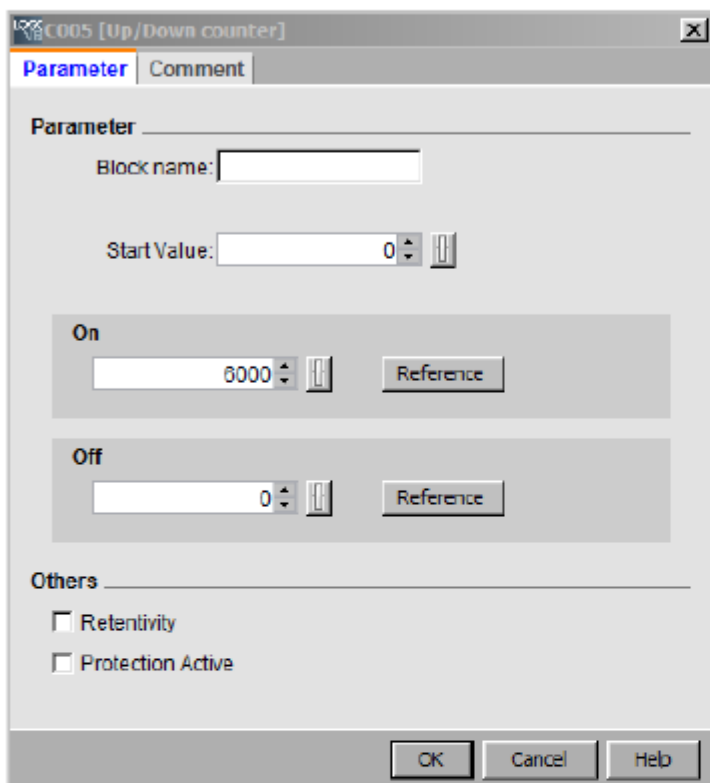 C005 [Up/Down counter]
Parameter Comment
Parameter
Block name:
Start Value: 0
On
6000 Reference
Off
0 Reference
Others
Retentivity
Protection Active
OK Cancel Help